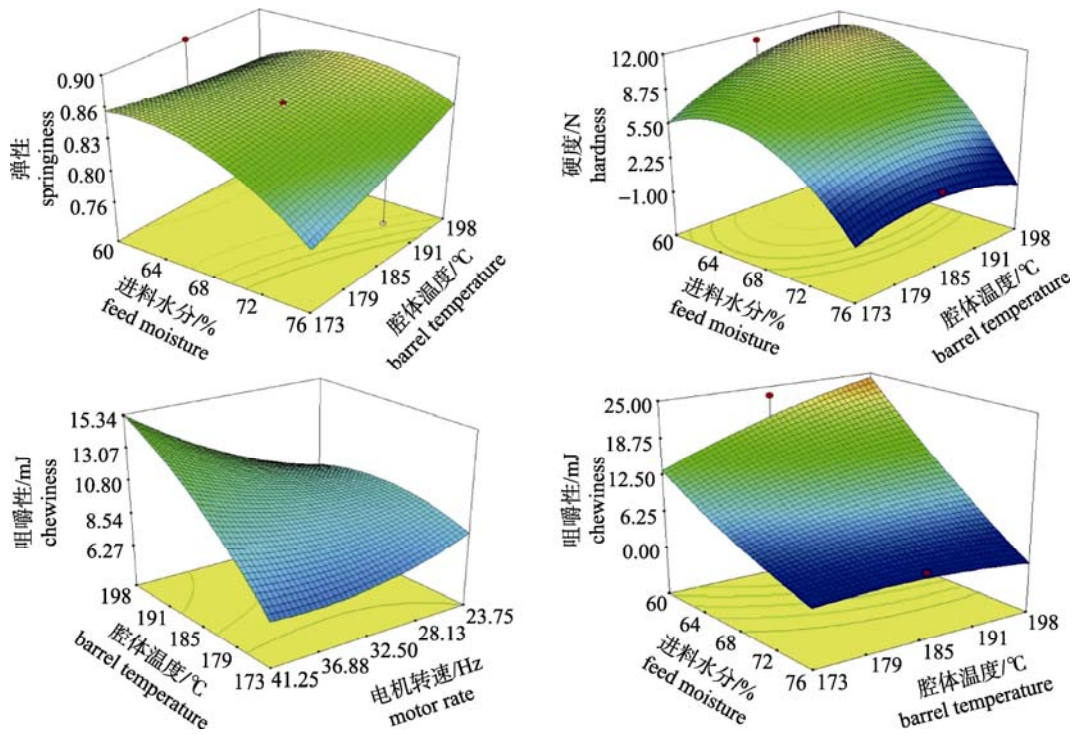 0.90
0.86
0.83
0.80
0.76
弹性
springiness
60
64
68
72
76
进料水分/%
feed moisture
173
179
185
191
198
腔体温度/℃
barrel temperature
12.00
8.75
5.50
2.25
−1.00
硬度/N
hardness
60
64
68
72
76
进料水分/%
feed moisture
173
179
185
191
198
腔体温度/℃
barrel temperature
15.34
13.07
10.80
8.54
6.27
咀嚼性/mJ
chewiness
198
191
185
179
173
腔体温度/℃
barrel temperature
41.25
36.88
32.50
28.13
23.75
电机转速/Hz
motor rate
25.00
18.75
12.50
6.25
0.00
咀嚼性/mJ
chewiness
60
64
68
72
76
进料水分/%
feed moisture
173
179
185
191
198
腔体温度/℃
barrel temperature